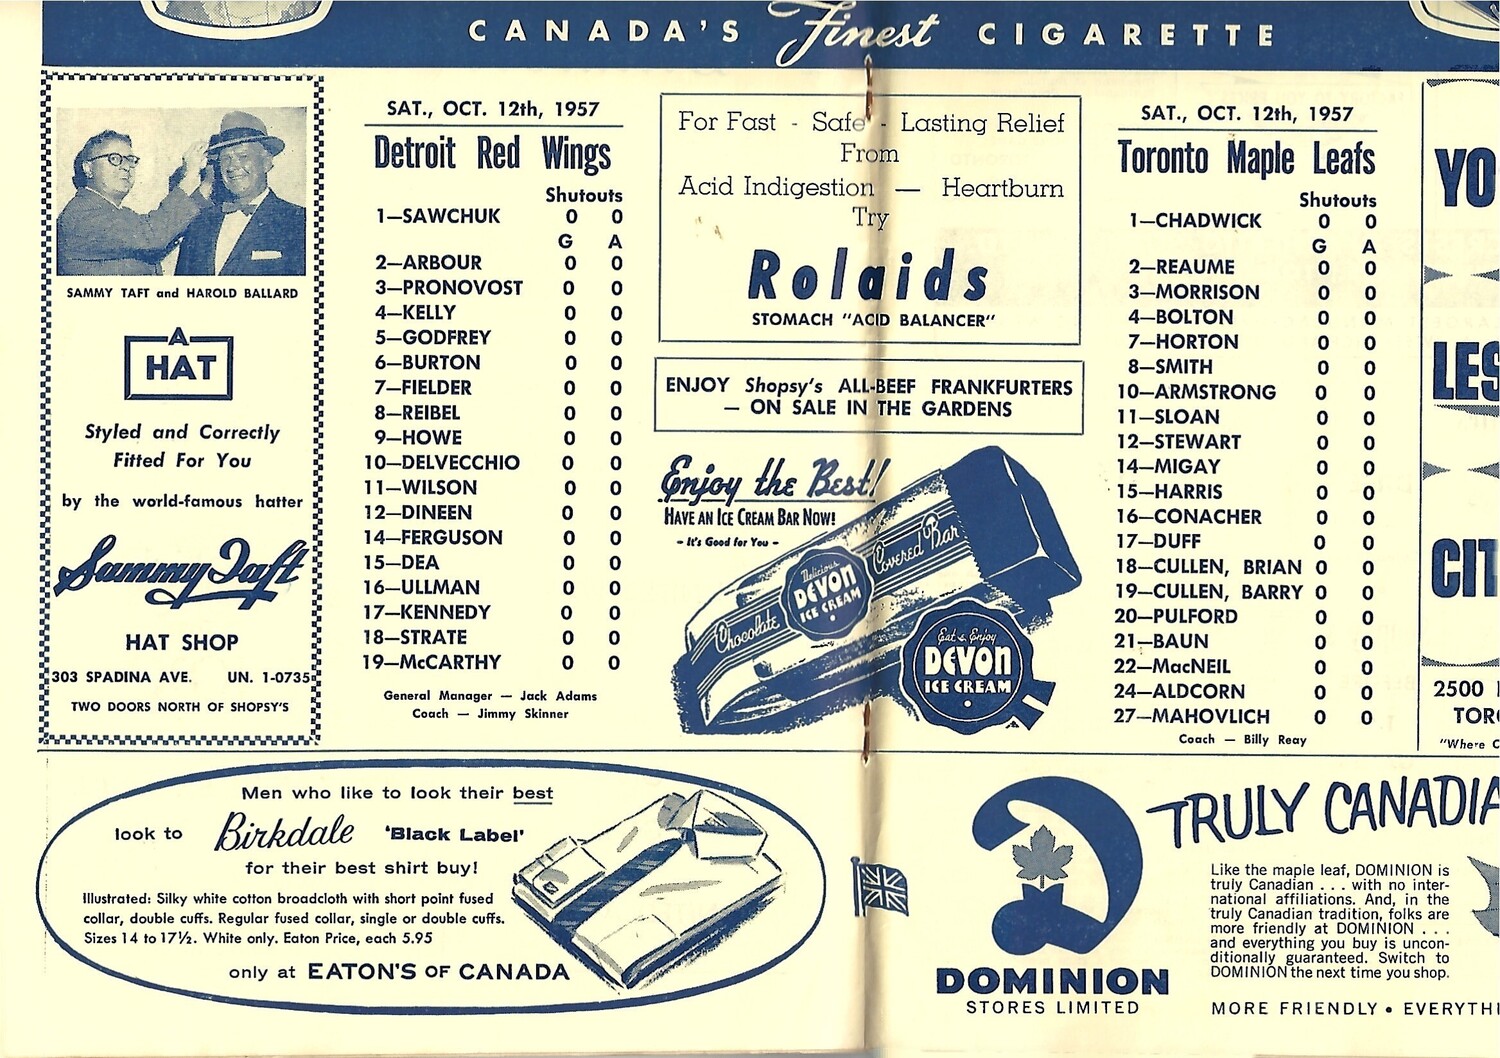 CANADA'S Finest CIGARETTE
SAMMY TAFT and HAROLD BALLARD
A
HAT
Styled and Correctly
Fitted For You
by the world-famous hatter
Sammy Taft
HAT SHOP
303 SPADINA AVE. UN. 1-0735
TWO DOORS NORTH OF SHOPSY'S
SAT., OCT. 12th, 1957
Detroit Red Wings
Shutouts
1—SAWCHUK 0 0
G A
2—ARBOUR 0 0
3—PRONOVOST 0 0
4—KELLY 0 0
5—GODFREY 0 0
6—BURTON 0 0
7—FIELDER 0 0
8—REIBEL 0 0
9—HOWE 0 0
10—DELVECCHIO 0 0
11—WILSON 0 0
12—DINEEN 0 0
14—FERGUSON 0 0
15—DEA 0 0
16—ULLMAN 0 0
17—KENNEDY 0 0
18—STRATE 0 0
19—McCARTHY 0 0
General Manager — Jack Adams
Coach — Jimmy Skinner
For Fast - Safe - Lasting Relief
From
Acid Indigestion — Heartburn
Try
Rolaids
STOMACH "ACID BALANCER"
ENJOY Shopsy's ALL-BEEF FRANKFURTERS
— ON SALE IN THE GARDENS
Enjoy the Best!
HAVE AN ICE CREAM BAR NOW!
- It's Good for You -
Chocolate Covered Bar
Delicious
DEVON
ICE CREAM
Eat & Enjoy
DEVON
ICE CREAM
SAT., OCT. 12th, 1957
Toronto Maple Leafs
Shutouts
1—CHADWICK 0 0
G A
2—REAUME 0 0
3—MORRISON 0 0
4—BOLTON 0 0
7—HORTON 0 0
8—SMITH 0 0
10—ARMSTRONG 0 0
11—SLOAN 0 0
12—STEWART 0 0
14—MIGAY 0 0
15—HARRIS 0 0
16—CONACHER 0 0
17—DUFF 0 0
18—CULLEN, BRIAN 0 0
19—CULLEN, BARRY 0 0
20—PULFORD 0 0
21—BAUN 0 0
22—MacNEIL 0 0
24—ALDCORN 0 0
27—MAHOVLICH 0 0
Coach — Billy Reay
YO
LES
CIT
2500
TOR
"Where C
Men who like to look their best
look to Birkdale 'Black Label'
for their best shirt buy!
Illustrated: Silky white cotton broadcloth with short point fused
collar, double cuffs. Regular fused collar, single or double cuffs.
Sizes 14 to 17½. White only. Eaton Price, each 5.95
only at EATON'S OF CANADA
DOMINION
STORES LIMITED
TRULY CANADIA
Like the maple leaf, DOMINION is
truly Canadian . . . with no inter-
national affiliations. And, in the
truly Canadian tradition, folks are
more friendly at DOMINION . . .
and everything you buy is uncon-
ditionally guaranteed. Switch to
DOMINION the next time you shop.
MORE FRIENDLY • EVERYTHI